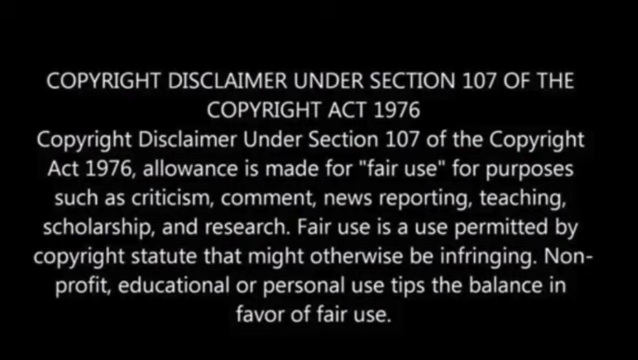 COPYRIGHT DISCLAIMER UNDER SECTION 107 OF THE
COPYRIGHT ACT 1976
Copyright Disclaimer Under Section 107 of the Copyright
Act 1976, allowance is made for "fair use" for purposes
such as criticism, comment, news reporting, teaching,
scholarship, and research. Fair use is a use permitted by
copyright statute that might otherwise be infringing. Non-
profit, educational or personal use tips the balance in
favor of fair use.